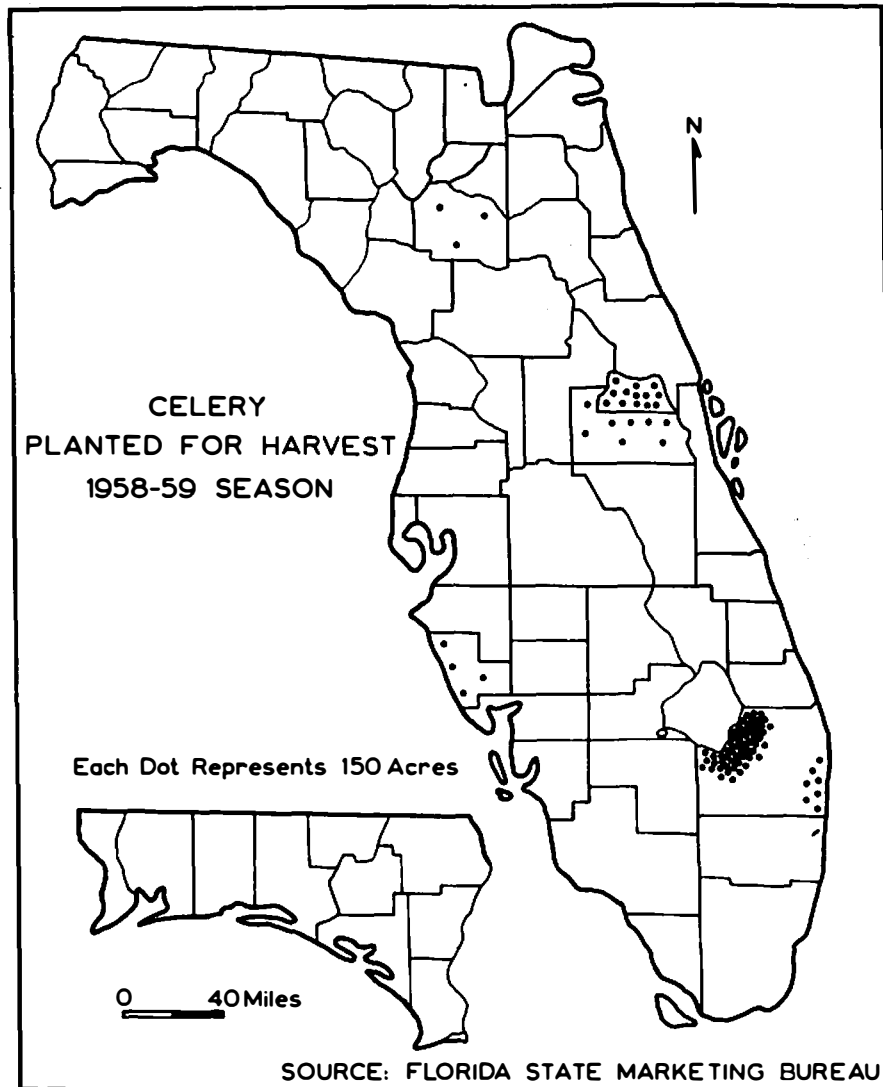 N
CELERY
PLANTED FOR HARVEST
1958-59 SEASON
Each Dot Represents 150 Acres
0 40 Miles
SOURCE: FLORIDA STATE MARKETING BUREAU